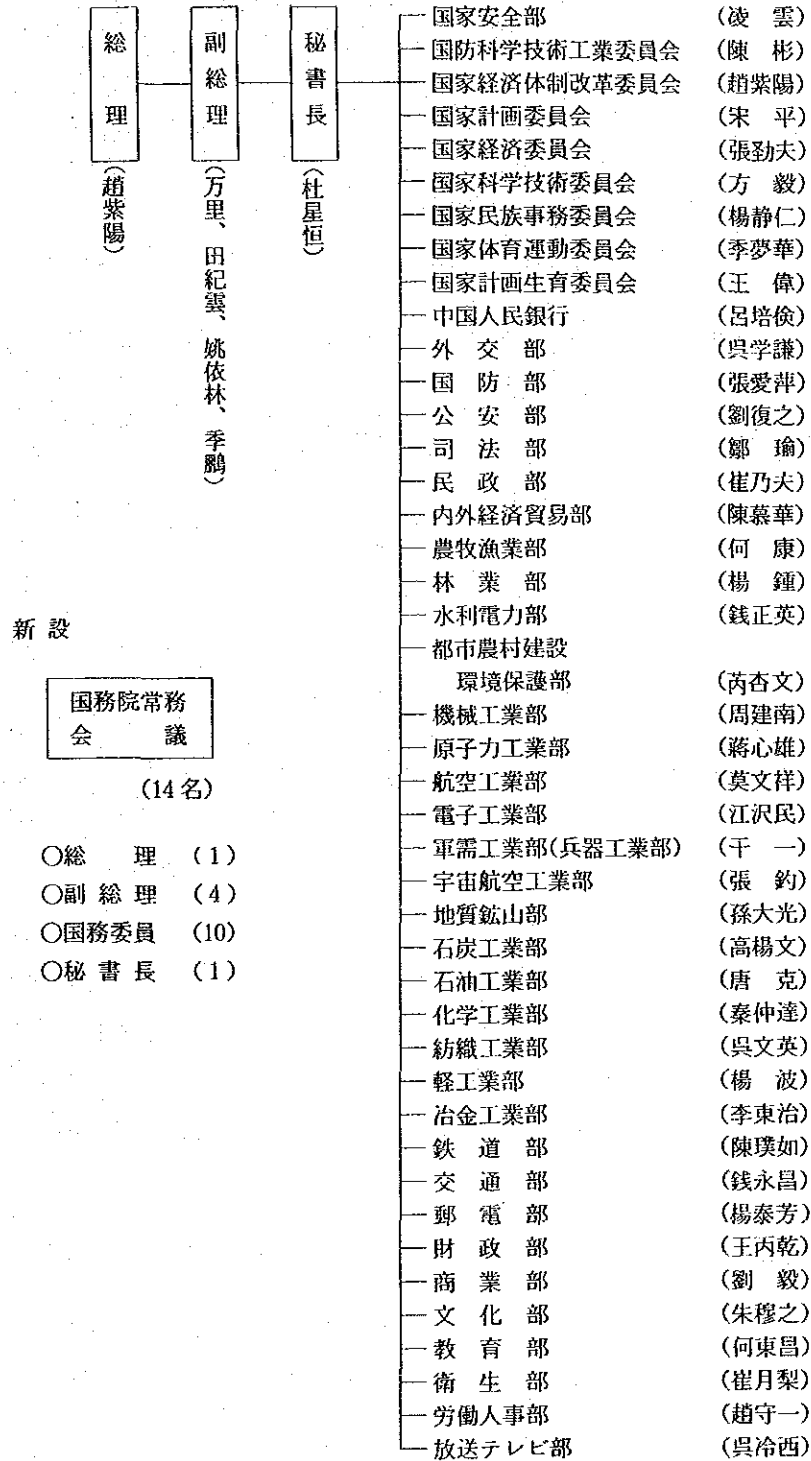 総理
(趙紫陽)
副総理
(万里、田紀雲、姚依林、季鵬)
秘書長
(杜星恒)
国家安全部 (凌 雲)
国防科学技術工業委員会 (陳 彬)
国家経済体制改革委員会 (趙紫陽)
国家計画委員会 (宋 平)
国家経済委員会 (張勁夫)
国家科学技術委員会 (方 毅)
国家民族事務委員会 (楊静仁)
国家体育運動委員会 (季夢華)
国家計画生育委員会 (王 偉)
中国人民銀行 (呂培倹)
外 交 部 (呉学謙)
国 防 部 (張愛萍)
公 安 部 (劉復之)
司 法 部 (鄒 瑜)
民 政 部 (崔乃夫)
内外経済貿易部 (陳慕華)
農牧漁業部 (何 康)
林 業 部 (楊 鍾)
水利電力部 (銭正英)
都市農村建設
環境保護部 (芮杏文)
機械工業部 (周建南)
原子力工業部 (蔣心雄)
航空工業部 (莫文祥)
電子工業部 (江沢民)
軍需工業部(兵器工業部) (干 一)
宇宙航空工業部 (張 鈞)
地質鉱山部 (孫大光)
石炭工業部 (高楊文)
石油工業部 (唐 克)
化学工業部 (秦仲達)
紡織工業部 (呉文英)
軽工業部 (楊 波)
冶金工業部 (李東治)
鉄 道 部 (陳璞如)
交 通 部 (銭永昌)
郵 電 部 (楊泰芳)
財 政 部 (王丙乾)
商 業 部 (劉 毅)
文 化 部 (朱穆之)
教 育 部 (何東昌)
衛 生 部 (崔月梨)
労働人事部 (趙守一)
放送テレビ部 (呉冷西)
新 設
国務院常務
会 議
(14名)
○総 理 (1)
○副 総 理 (4)
○国務委員 (10)
○秘 書 長 (1)